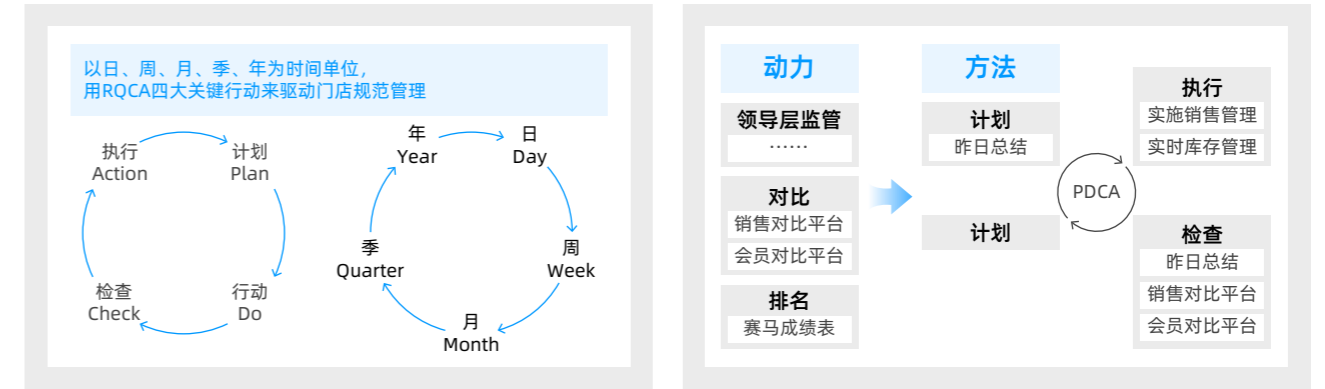 以日、周、月、季、年为时间单位，
用RQCA四大关键行动来驱动门店规范管理
执行
Action
计划
Plan
检查
Check
行动
Do
年
Year
日
Day
季
Quarter
周
Week
月
Month
动力
领导层监管
……
对比
销售对比平台
会员对比平台
排名
赛马成绩表
方法
计划
昨日总结
计划
PDCA
执行
实施销售管理
实时库存管理
检查
昨日总结
销售对比平台
会员对比平台